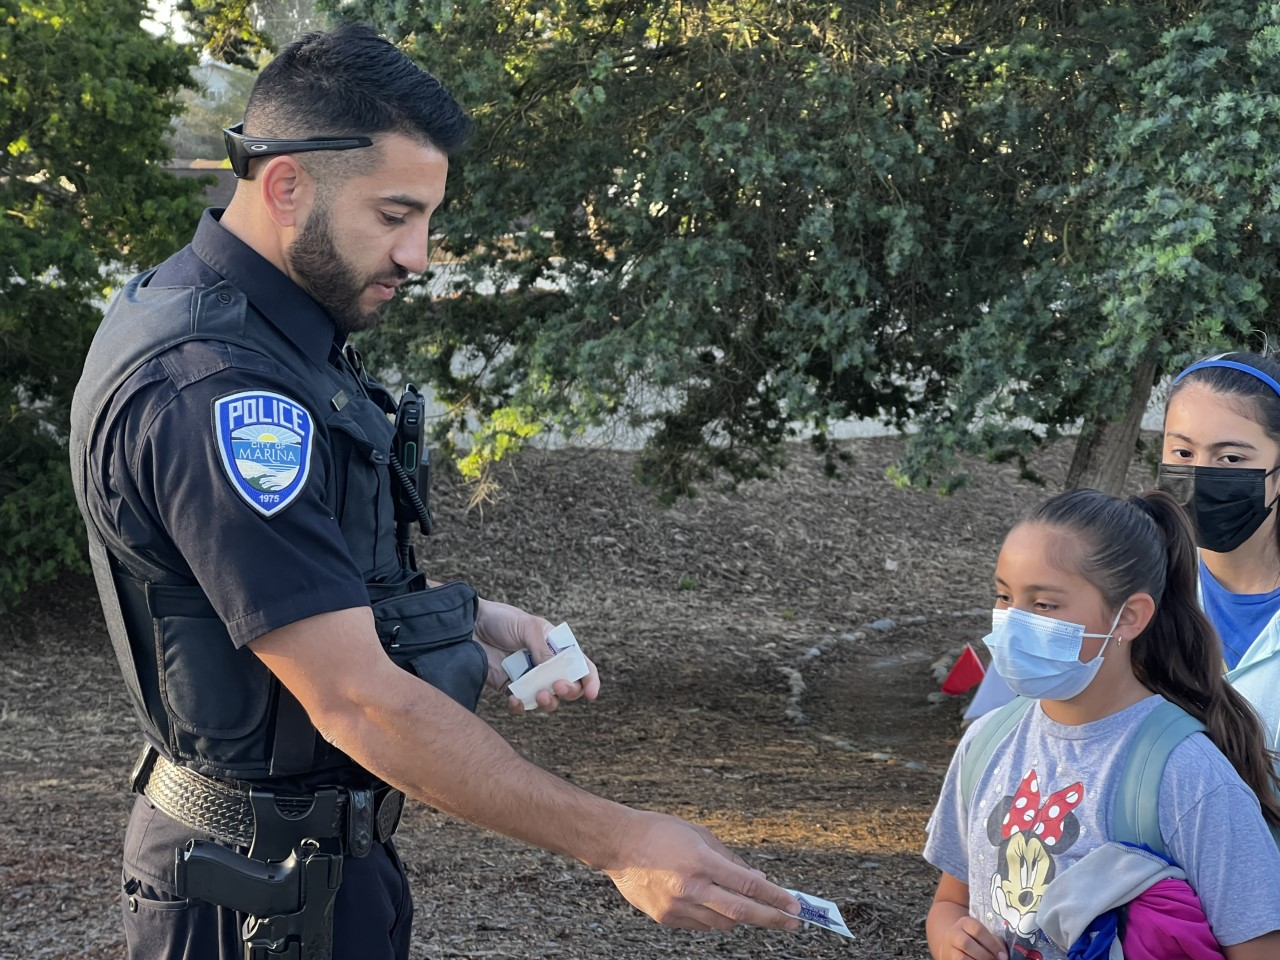 POLICE
CITY OF
MARINA
1975